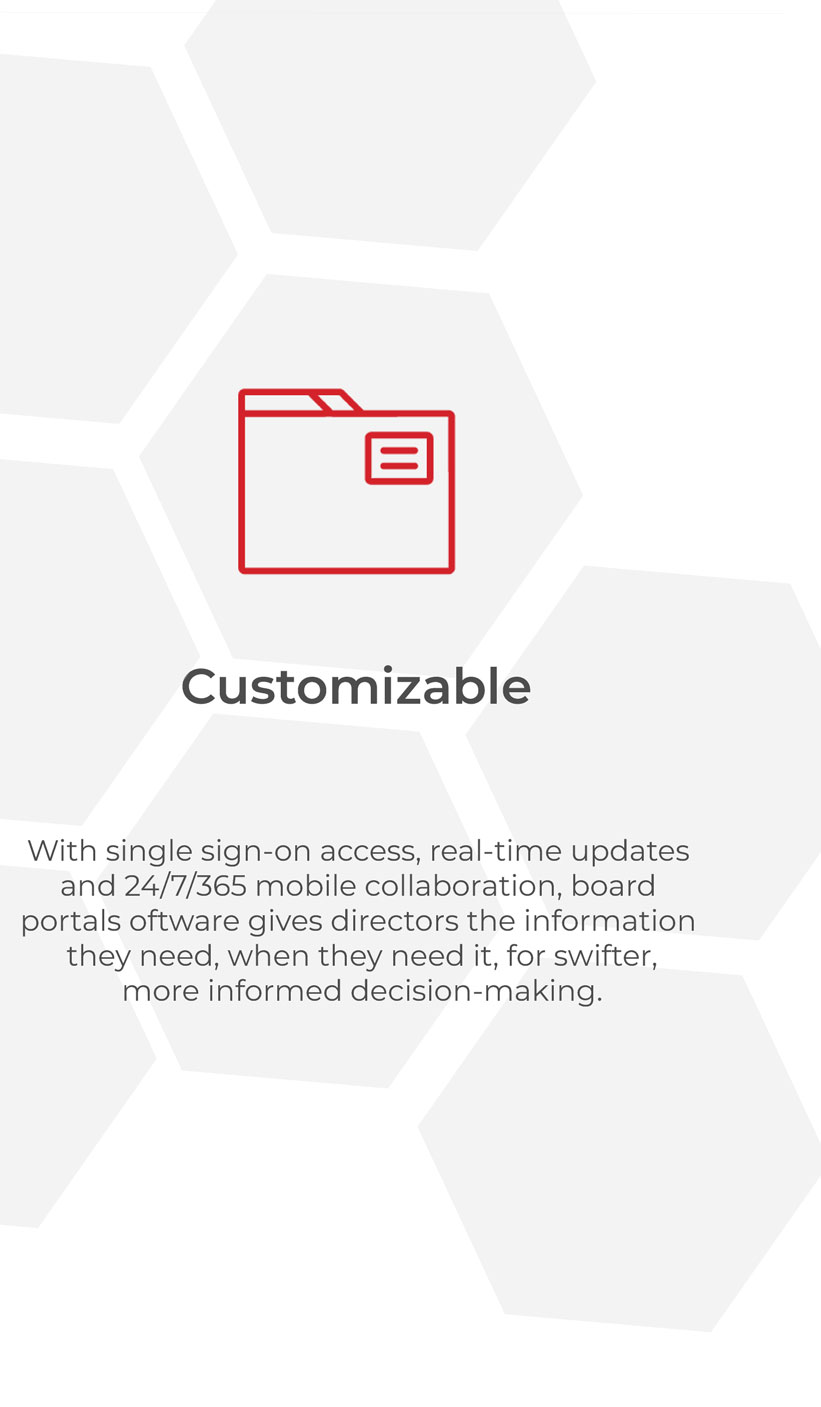 Customizable
With single sign-on access, real-time updates
and 24/7/365 mobile collaboration, board
portals oftware gives directors the information
they need, when they need it, for swifter,
more informed decision-making.